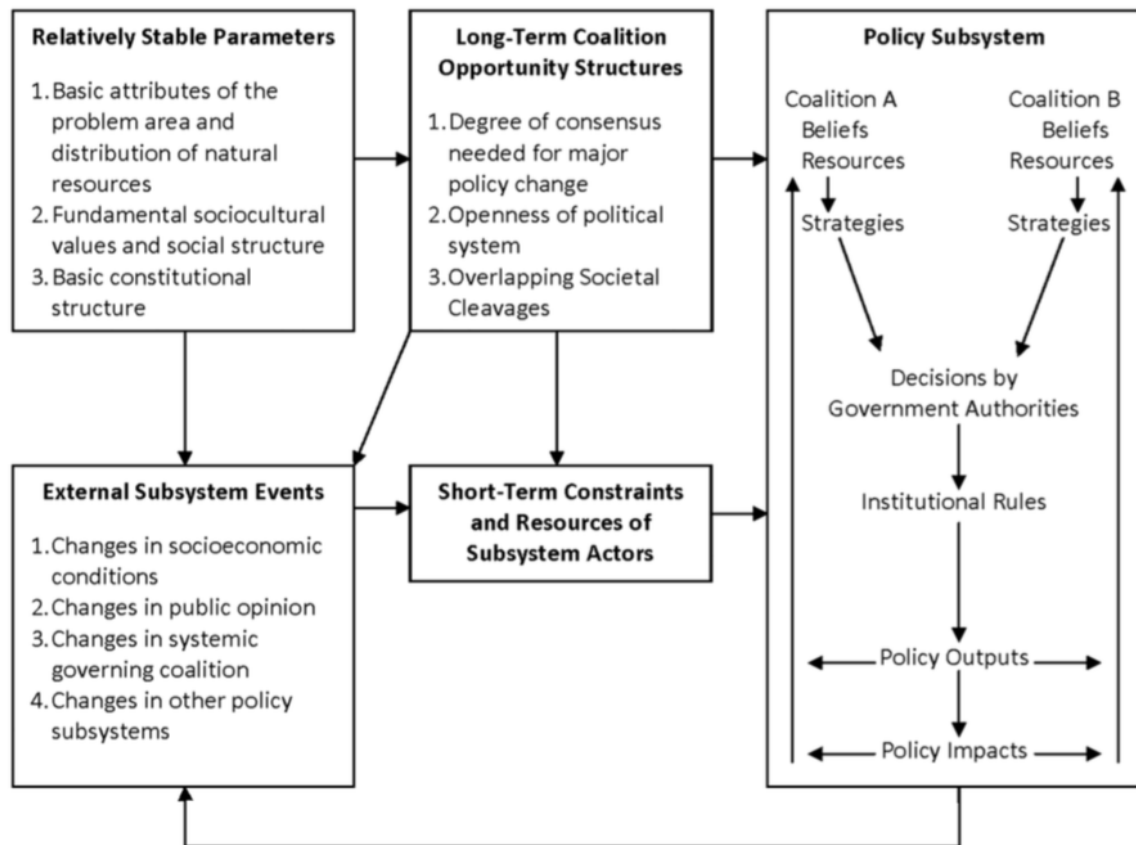 Relatively Stable Parameters
1.Basic attributes of the
problem area and
distribution of natural
resources
2.Fundamental sociocultural
values and social structure
3.Basic constitutional
structure
Long-Term Coalition
Opportunity Structures
1.Degree of consensus
needed for major
policy change
2.Openness of political
system
3.Overlapping Societal
Cleavages
Policy Subsystem
Coalition A
Beliefs
Resources
Strategies
Coalition B
Beliefs
Resources
Strategies
Decisions by
Government Authorities
Institutional Rules
Policy Outputs
Policy Impacts
External Subsystem Events
1.Changes in socioeconomic
conditions
2.Changes in public opinion
3.Changes in systemic
governing coalition
4.Changes in other policy
subsystems
Short-Term Constraints
and Resources of
Subsystem Actors